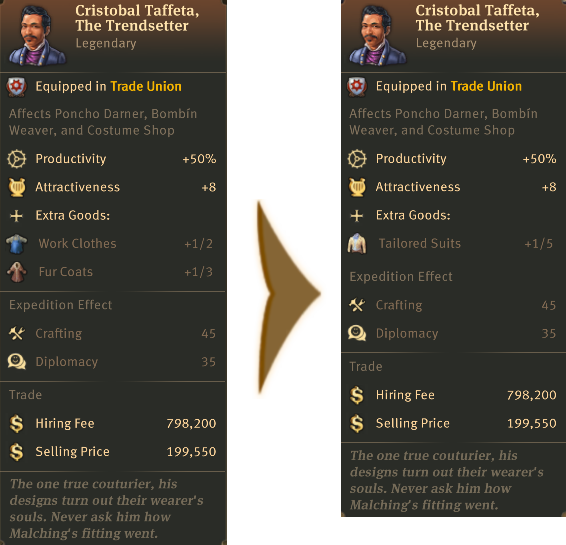 Cristobal Taffeta,
The Trendsetter
Legendary
Equipped in Trade Union
Affects Poncho Darner, Bombín
Weaver, and Costume Shop
Productivity +50%
Attractiveness +8
Extra Goods:
Work Clothes +1/2
Fur Coats +1/3
Expedition Effect
Crafting 45
Diplomacy 35
Trade
Hiring Fee 798,200
Selling Price 199,550
The one true couturier, his
designs turn out their wearer's
souls. Never ask him how
Malching's fitting went.
Cristobal Taffeta,
The Trendsetter
Legendary
Equipped in Trade Union
Affects Poncho Darner, Bombín
Weaver, and Costume Shop
Productivity +50%
Attractiveness +8
Extra Goods:
Tailored Suits +1/5
Expedition Effect
Crafting 45
Diplomacy 35
Trade
Hiring Fee 798,200
Selling Price 199,550
The one true couturier, his
designs turn out their wearer's
souls. Never ask him how
Malching's fitting went.